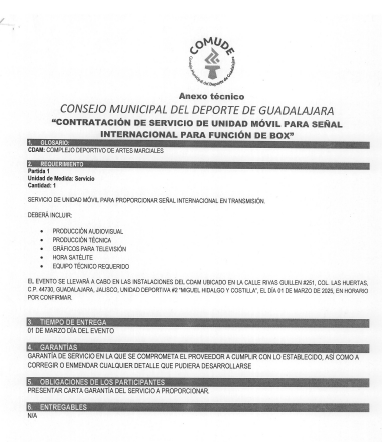 COMUDE
Consejo Municipal del Deporte de Guadalajara
Anexo técnico
CONSEJO MUNICIPAL DEL DEPORTE DE GUADALAJARA
"CONTRATACIÓN DE SERVICIO DE UNIDAD MÓVIL PARA SEÑAL
INTERNACIONAL PARA FUNCIÓN DE BOX"
1. GLOSARIO:
CDAM: COMPLEJO DEPORTIVO DE ARTES MARCIALES
2. REQUERIMIENTO
Partida 1
Unidad de Medida: Servicio
Cantidad: 1
SERVICIO DE UNIDAD MÓVIL PARA PROPORCIONAR SEÑAL INTERNACIONAL EN TRANSMISIÓN.
DEBERÁ INCLUIR:
• PRODUCCIÓN AUDIOVISUAL
• PRODUCCIÓN TÉCNICA
• GRÁFICOS PARA TELEVISIÓN
• HORA SATÉLITE
• EQUIPO TÉCNICO REQUERIDO
EL EVENTO SE LLEVARÁ A CABO EN LAS INSTALACIONES DEL CDAM UBICADO EN LA CALLE RIVAS GUILLEN #251, COL. LAS HUERTAS,
C.P. 44730, GUADALAJARA, JALISCO, UNIDAD DEPORTIVA #2 "MIGUEL HIDALGO Y COSTILLA", EL DÍA 01 DE MARZO DE 2025, EN HORARIO
POR CONFIRMAR.
3. TIEMPO DE ENTREGA
01 DE MARZO DÍA DEL EVENTO
4. GARANTÍAS
GARANTÍA DE SERVICIO EN LA QUE SE COMPROMETA EL PROVEEDOR A CUMPLIR CON LO ESTABLECIDO, ASÍ COMO A
CORREGIR O ENMENDAR CUALQUIER DETALLE QUE PUDIERA DESARROLLARSE
5. OBLIGACIONES DE LOS PARTICIPANTES
PRESENTAR CARTA GARANTÍA DEL SERVICIO A PROPORCIONAR.
6. ENTREGABLES
N/A